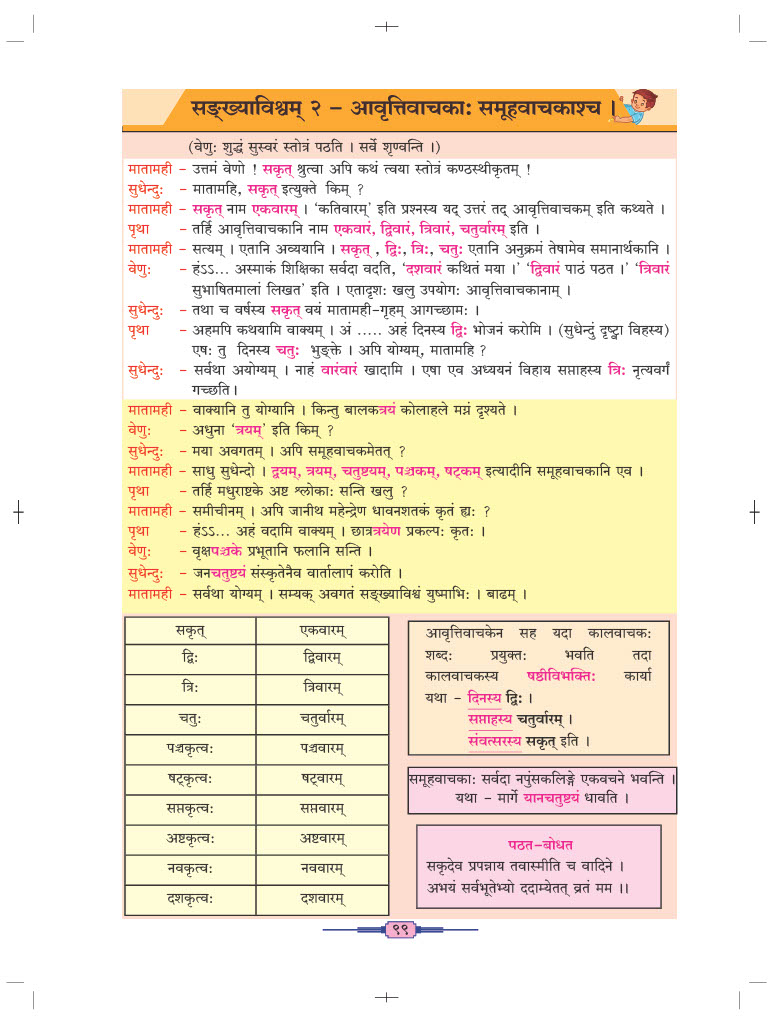 सङ्ख्याविश्वम् २ - आवृत्तिवाचकाः समूहवाचकाश्च ।
(वेणुः शुद्धं सुस्वरं स्तोत्रं पठति । सर्वे शृण्वन्ति ।)
मातामही - उत्तमं वेणो ! सकृत् श्रुत्वा अपि कथं त्वया स्तोत्रं कण्ठस्थीकृतम् !
सुधेन्दुः - मातामहि, सकृत् इत्युक्ते किम् ?
मातामही - सकृत् नाम एकवारम् । ‘कतिवारम्’ इति प्रश्नस्य यद् उत्तरं तद् आवृत्तिवाचकम् इति कथ्यते ।
पृथा - तर्हि आवृत्तिवाचकानि नाम एकवारं, द्विवारं, त्रिवारं, चतुर्वारम् इति ।
मातामही - सत्यम् । एतानि अव्ययानि । सकृत् , द्विः, त्रिः, चतुः एतानि अनुक्रमं तेषामेव समानार्थकानि ।
वेणुः - हंऽऽ... अस्माकं शिक्षिका सर्वदा वदति, ‘दशवारं कथितं मया ।’ ‘द्विवारं पाठं पठत ।’ ‘त्रिवारं
सुभाषितमालां लिखत’ इति । एतादृशः खलु उपयोगः आवृत्तिवाचकानाम् ।
सुधेन्दुः - तथा च वर्षस्य सकृत् वयं मातामही-गृहम् आगच्छामः ।
पृथा - अहमपि कथयामि वाक्यम् । अं ..... अहं दिनस्य द्विः भोजनं करोमि । (सुधेन्दुं दृष्ट्वा विहस्य)
एषः तु दिनस्य चतुः भुङ्क्ते । अपि योग्यम्, मातामहि ?
सुधेन्दुः - सर्वथा अयोग्यम् । नाहं वारंवारं खादामि । एषा एव अध्ययनं विहाय सप्ताहस्य त्रिः नृत्यवर्गं
गच्छति।
मातामही - वाक्यानि तु योग्यानि । किन्तु बालकत्रयं कोलाहले मग्नं दृश्यते ।
वेणुः - अधुना ‘त्रयम्’ इति किम् ?
सुधेन्दुः - मया अवगतम् । अपि समूहवाचकमेतत् ?
मातामही - साधु सुधेन्दो । द्वयम्, त्रयम्, चतुष्टयम्, पञ्चकम्, षट्कम् इत्यादीनि समूहवाचकानि एव ।
पृथा - तर्हि मधुराष्टके अष्ट श्लोकाः सन्ति खलु ?
मातामही - समीचीनम् । अपि जानीथ महेन्द्रेण धावनशतकं कृतं ह्यः ?
पृथा - हंऽऽ... अहं वदामि वाक्यम् । छात्रत्रयेण प्रकल्पः कृतः ।
वेणुः - वृक्षपञ्चके प्रभूतानि फलानि सन्ति ।
सुधेन्दुः - जनचतुष्टयं संस्कृतेनैव वार्तालापं करोति ।
मातामही - सर्वथा योग्यम् । सम्यक् अवगतं सङ्ख्याविश्वं युष्माभिः । बाढम् ।
सकृत् एकवारम्
द्विः द्विवारम्
त्रिः त्रिवारम्
चतुः चतुर्वारम्
पञ्चकृत्वः पञ्चवारम्
षट्कृत्वः षट्वारम्
सप्तकृत्वः सप्तवारम्
अष्टकृत्वः अष्टवारम्
नवकृत्वः नववारम्
दशकृत्वः दशवारम्
आवृत्तिवाचकेन सह यदा कालवाचकः
शब्दः प्रयुक्तः भवति तदा
कालवाचकस्य षष्ठीविभक्तिः कार्या
यथा - दिनस्य द्विः ।
सप्ताहस्य चतुर्वारम् ।
संवत्सरस्य सकृत् इति ।
समूहवाचकाः सर्वदा नपुंसकलिङ्गे एकवचने भवन्ति ।
यथा - मार्गे यानचतुष्टयं धावति ।
पठत-बोधत
सकृदेव प्रपन्नाय तवास्मीति च वादिने ।
अभयं सर्वभूतेभ्यो ददाम्येतत् व्रतं मम ।।
९९